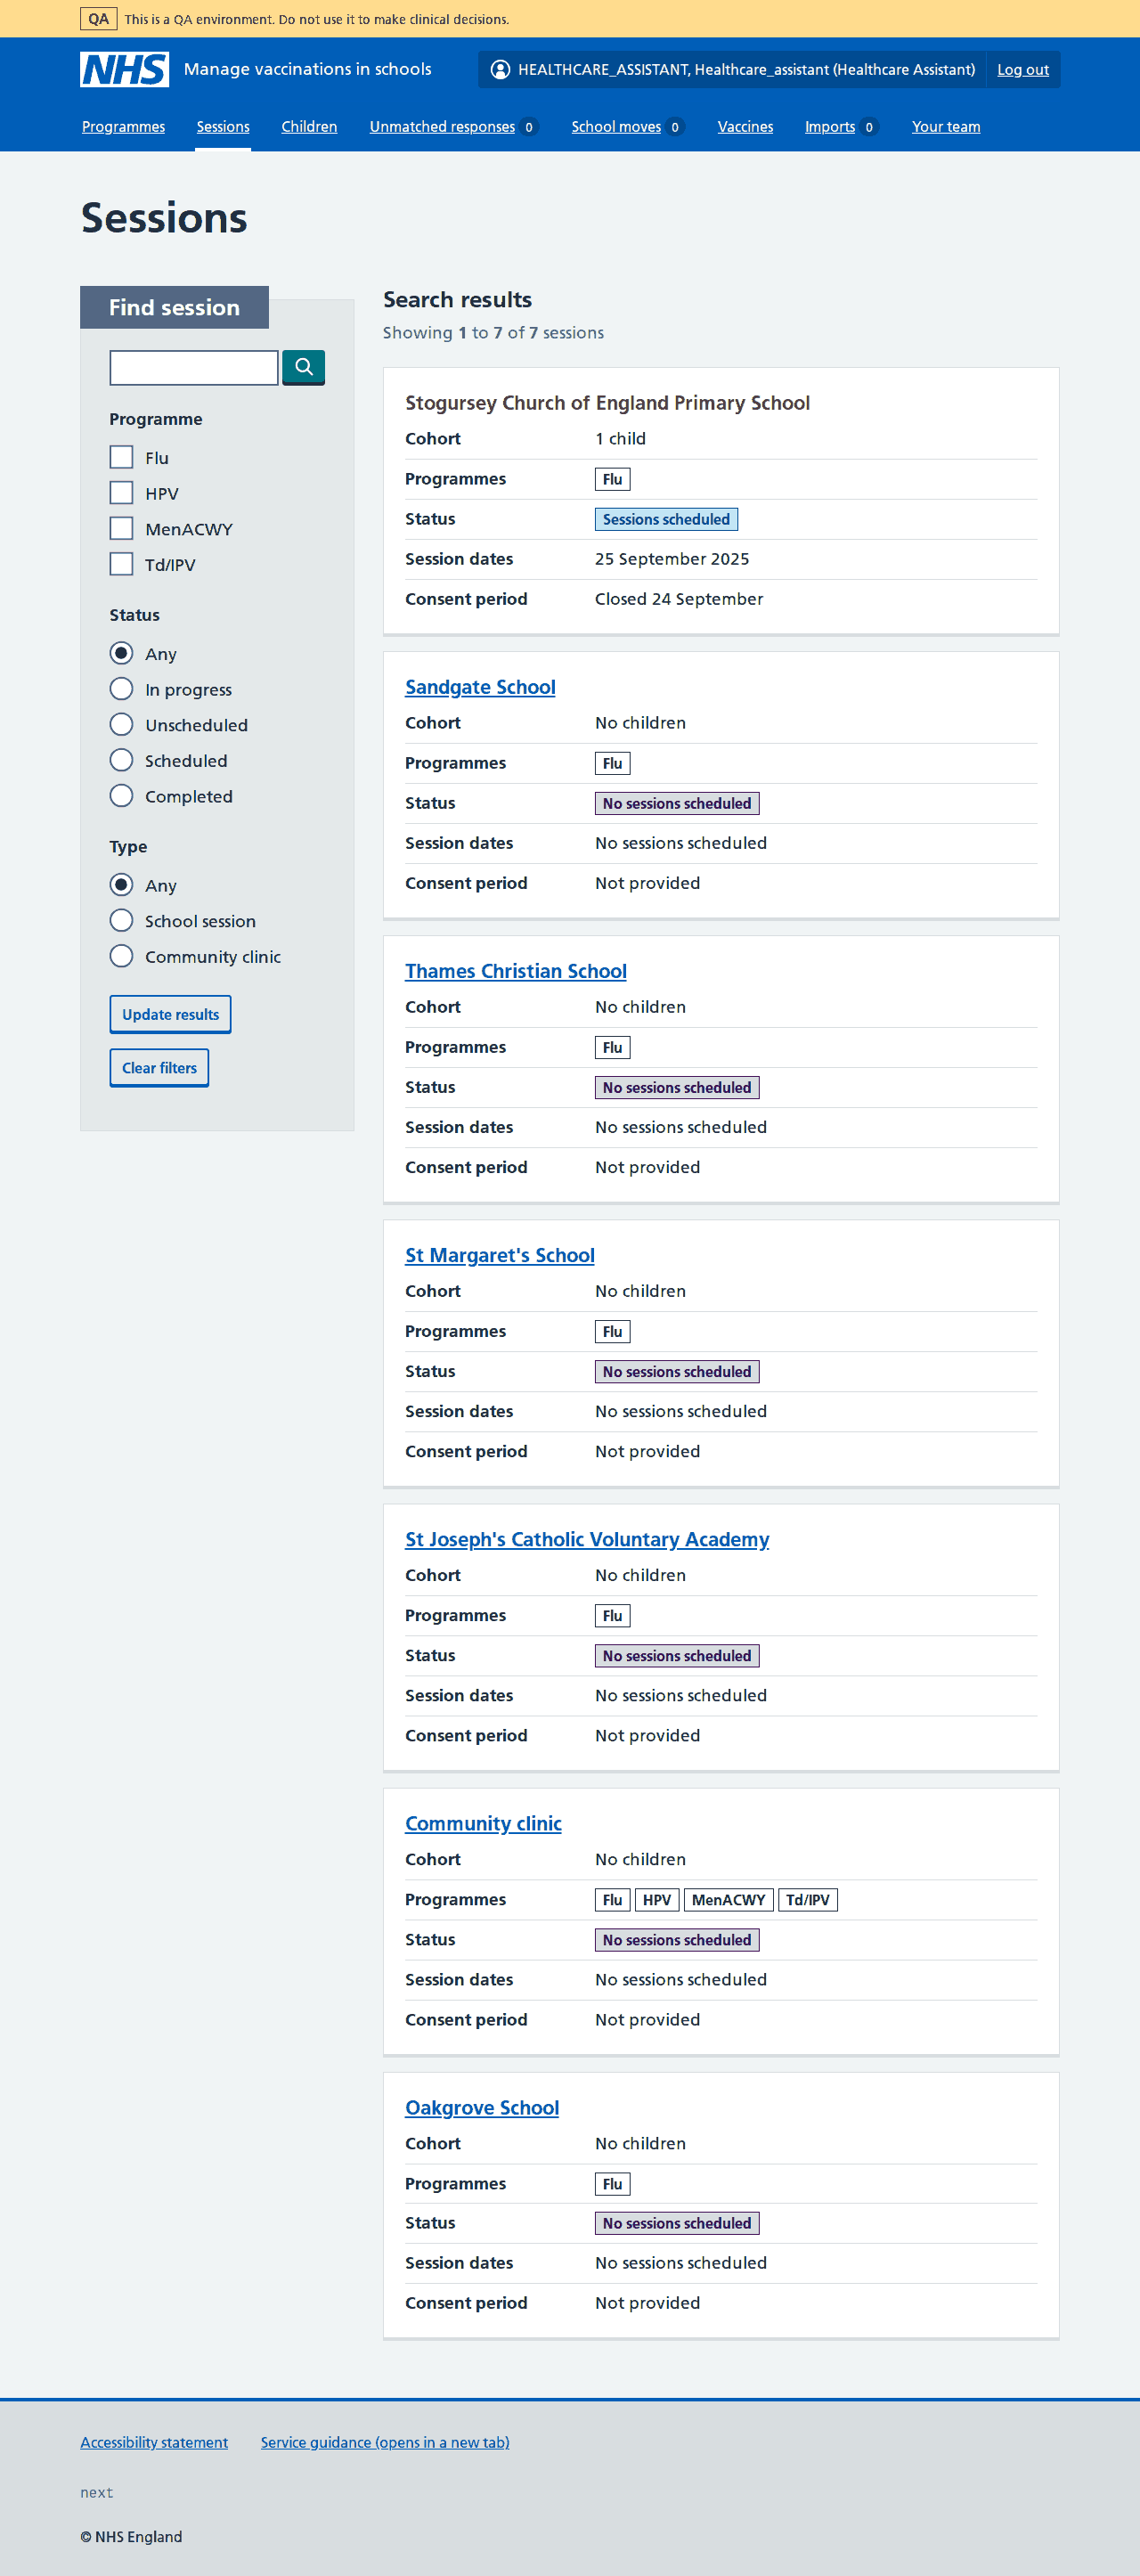 QA This is a QA environment. Do not use it to make clinical decisions.
NHS Manage vaccinations in schools HEALTHCARE_ASSISTANT, Healthcare_assistant (Healthcare Assistant) Log out
Programmes Sessions Children Unmatched responses 0 School moves 0 Vaccines Imports 0 Your team
Sessions
Find session
Programme
Flu
HPV
MenACWY
Td/IPV
Status
Any
In progress
Unscheduled
Scheduled
Completed
Type
Any
School session
Community clinic
Update results
Clear filters
Search results
Showing 1 to 7 of 7 sessions
Stogursey Church of England Primary School
Cohort 1 child
Programmes Flu
Status Sessions scheduled
Session dates 25 September 2025
Consent period Closed 24 September
Sandgate School
Cohort No children
Programmes Flu
Status No sessions scheduled
Session dates No sessions scheduled
Consent period Not provided
Thames Christian School
Cohort No children
Programmes Flu
Status No sessions scheduled
Session dates No sessions scheduled
Consent period Not provided
St Margaret's School
Cohort No children
Programmes Flu
Status No sessions scheduled
Session dates No sessions scheduled
Consent period Not provided
St Joseph's Catholic Voluntary Academy
Cohort No children
Programmes Flu
Status No sessions scheduled
Session dates No sessions scheduled
Consent period Not provided
Community clinic
Cohort No children
Programmes Flu HPV MenACWY Td/IPV
Status No sessions scheduled
Session dates No sessions scheduled
Consent period Not provided
Oakgrove School
Cohort No children
Programmes Flu
Status No sessions scheduled
Session dates No sessions scheduled
Consent period Not provided
Accessibility statement Service guidance (opens in a new tab)
next
© NHS England